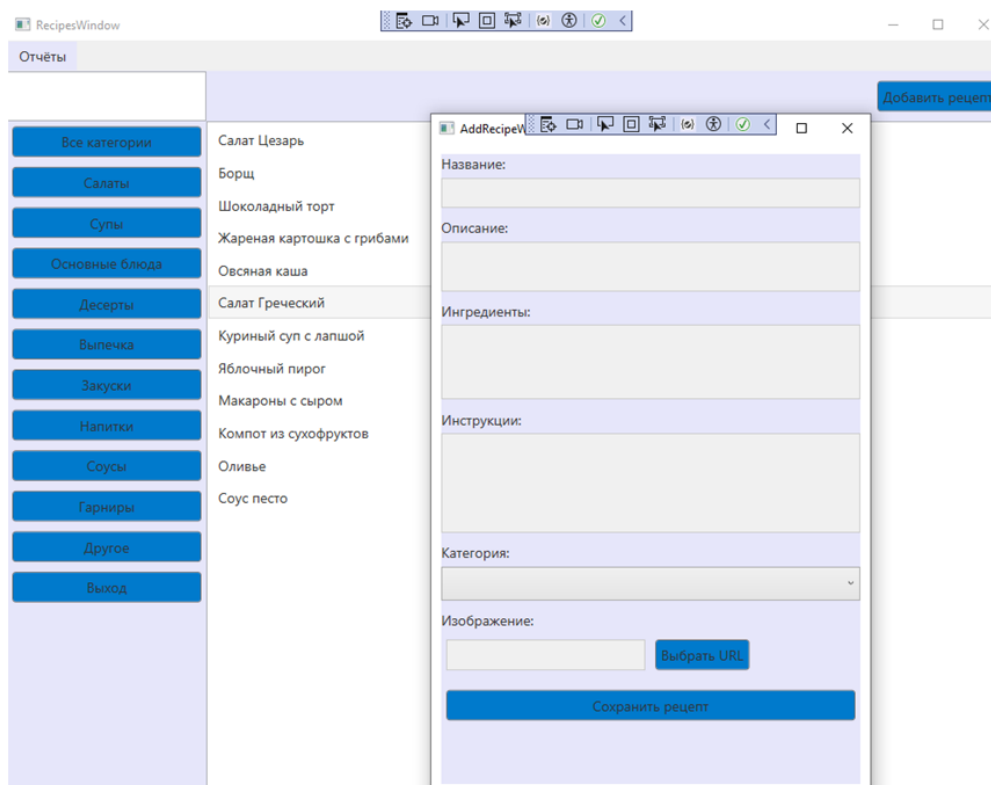 RecipesWindow
Отчёты
Добавить рецепт
Все категории
Салаты
Супы
Основные блюда
Десерты
Выпечка
Закуски
Напитки
Соусы
Гарниры
Другое
Выход
Салат Цезарь
Борщ
Шоколадный торт
Жареная картошка с грибами
Овсяная каша
Салат Греческий
Куриный суп с лапшой
Яблочный пирог
Макароны с сыром
Компот из сухофруктов
Оливье
Соус песто
AddRecipeW
Название:
Описание:
Ингредиенты:
Инструкции:
Категория:
Изображение:
Выбрать URL
Сохранить рецепт